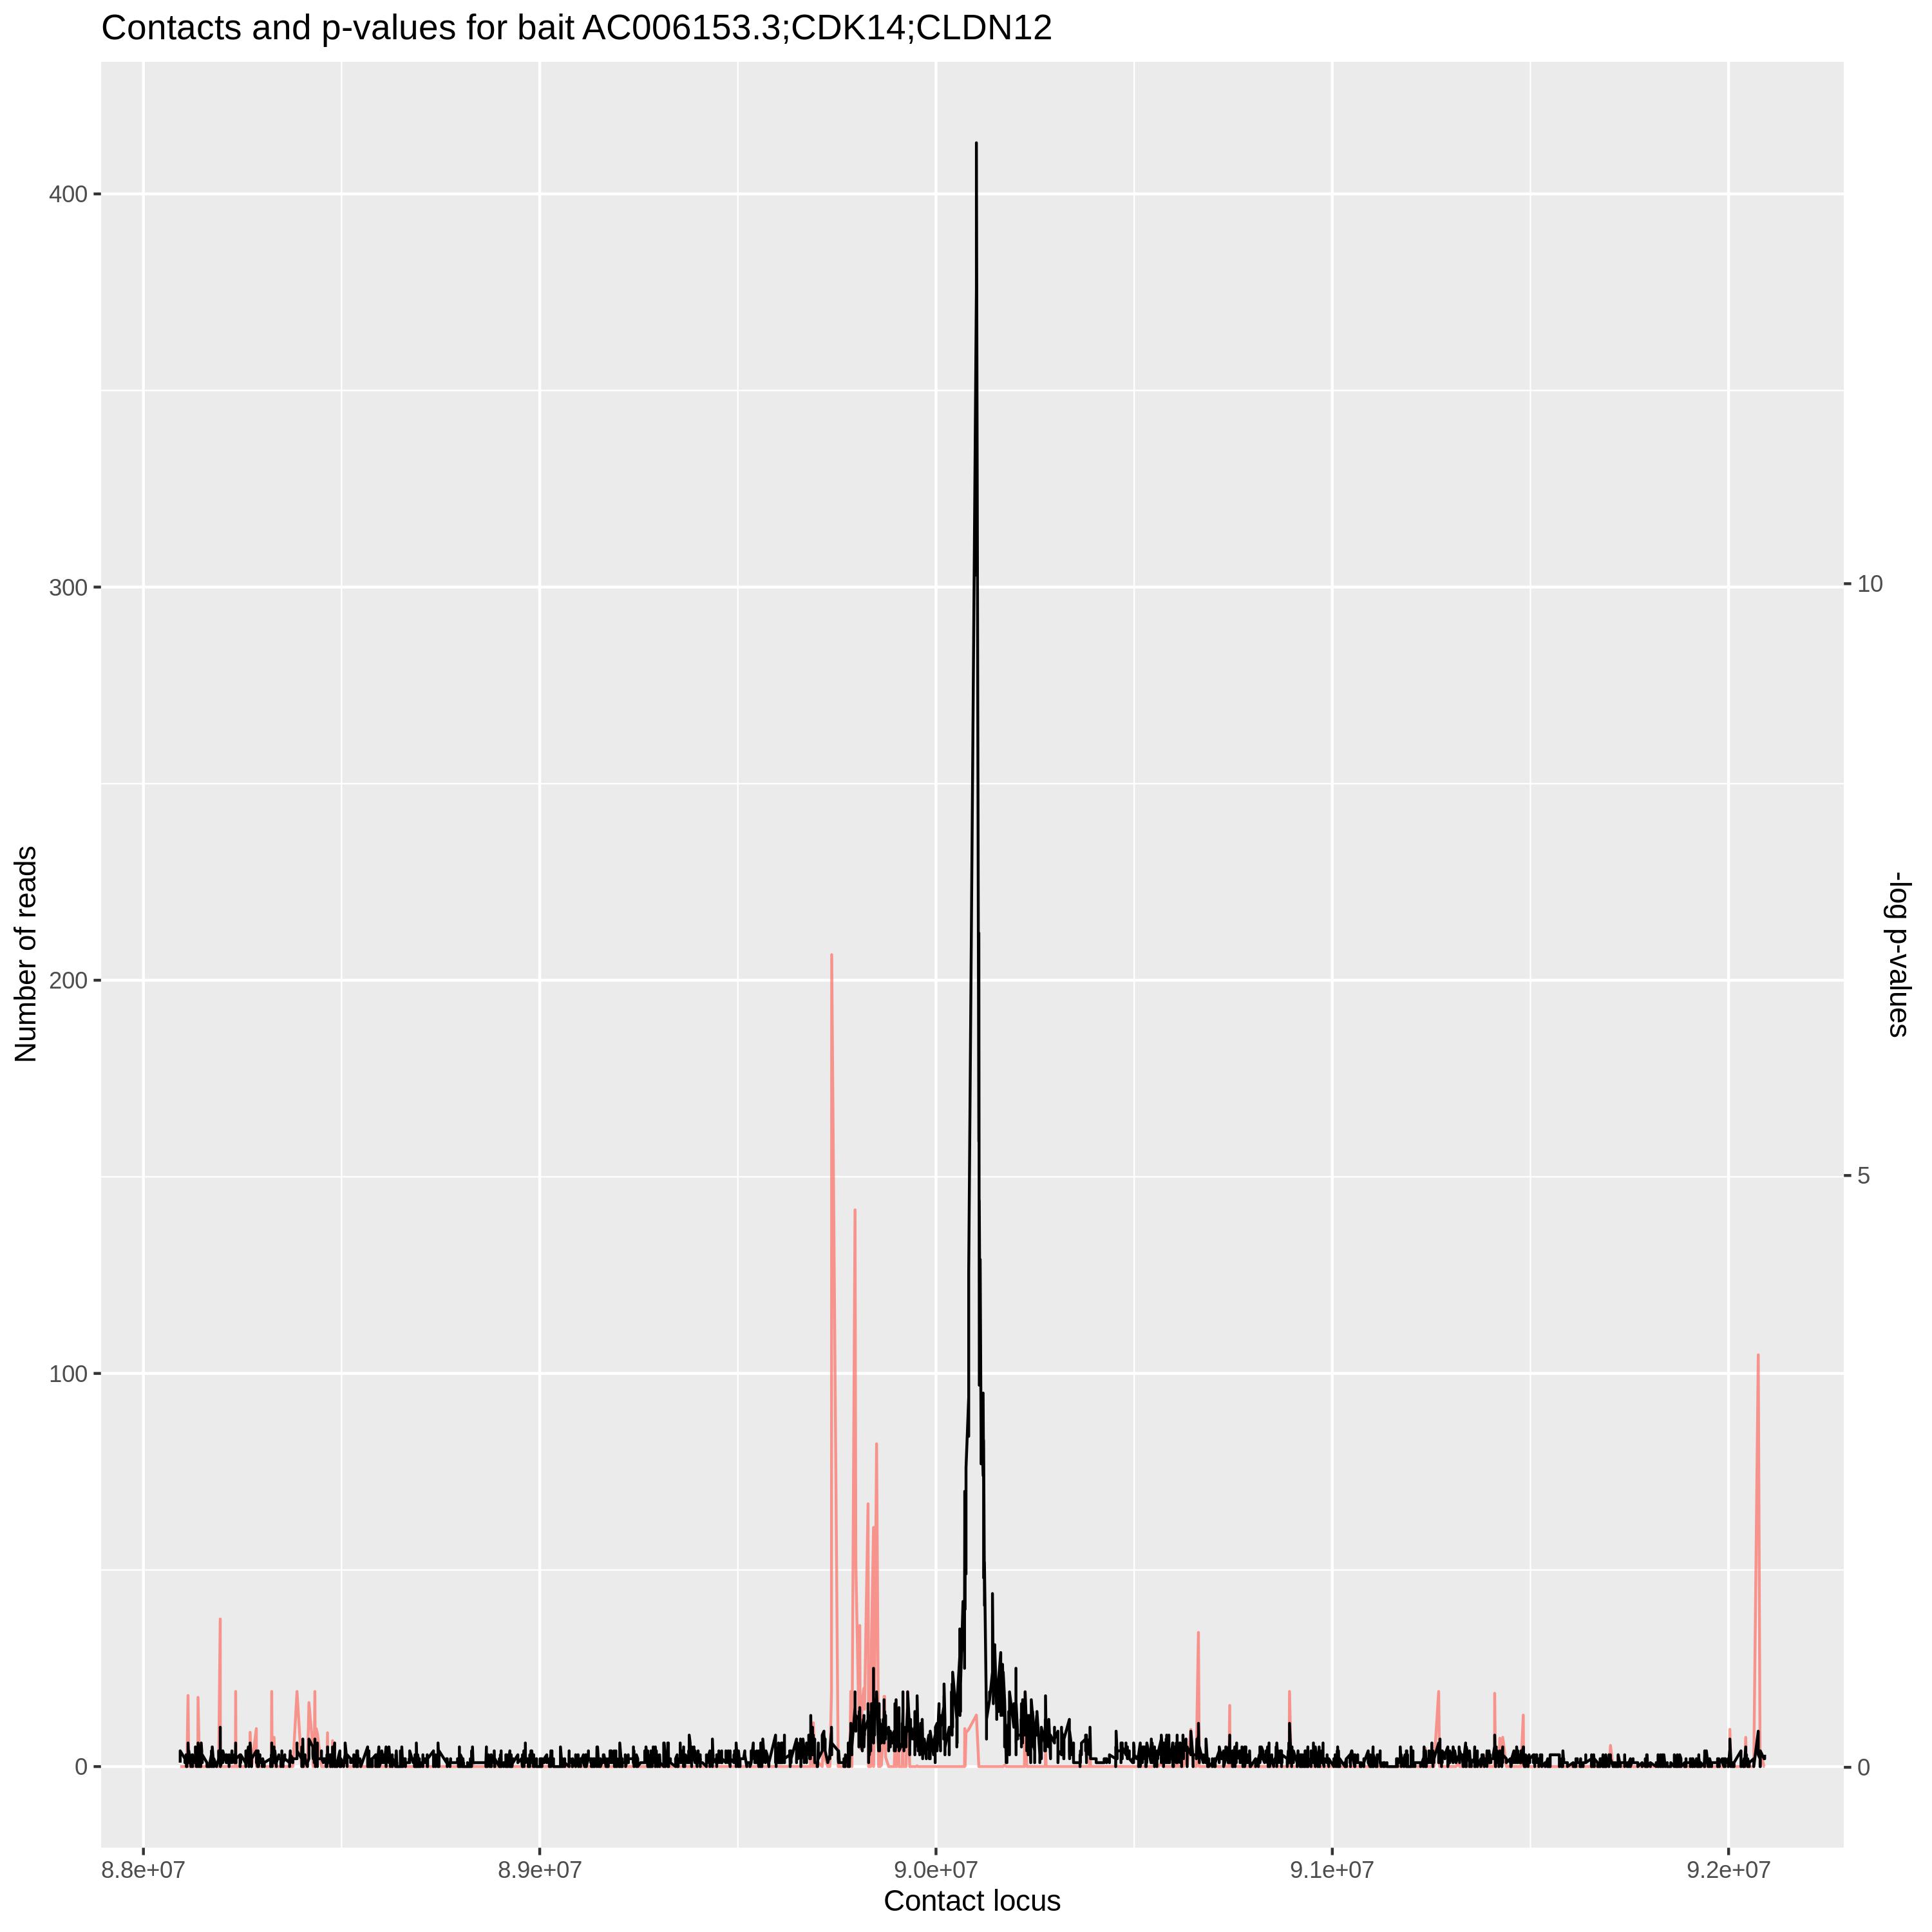 Contacts and p-values for bait AC006153.3;CDK14;CLDN12
400
300
200
100
0
Number of reads
10
5
0
-log p-values
8.8e+07
8.9e+07
9.0e+07
9.1e+07
9.2e+07
Contact locus